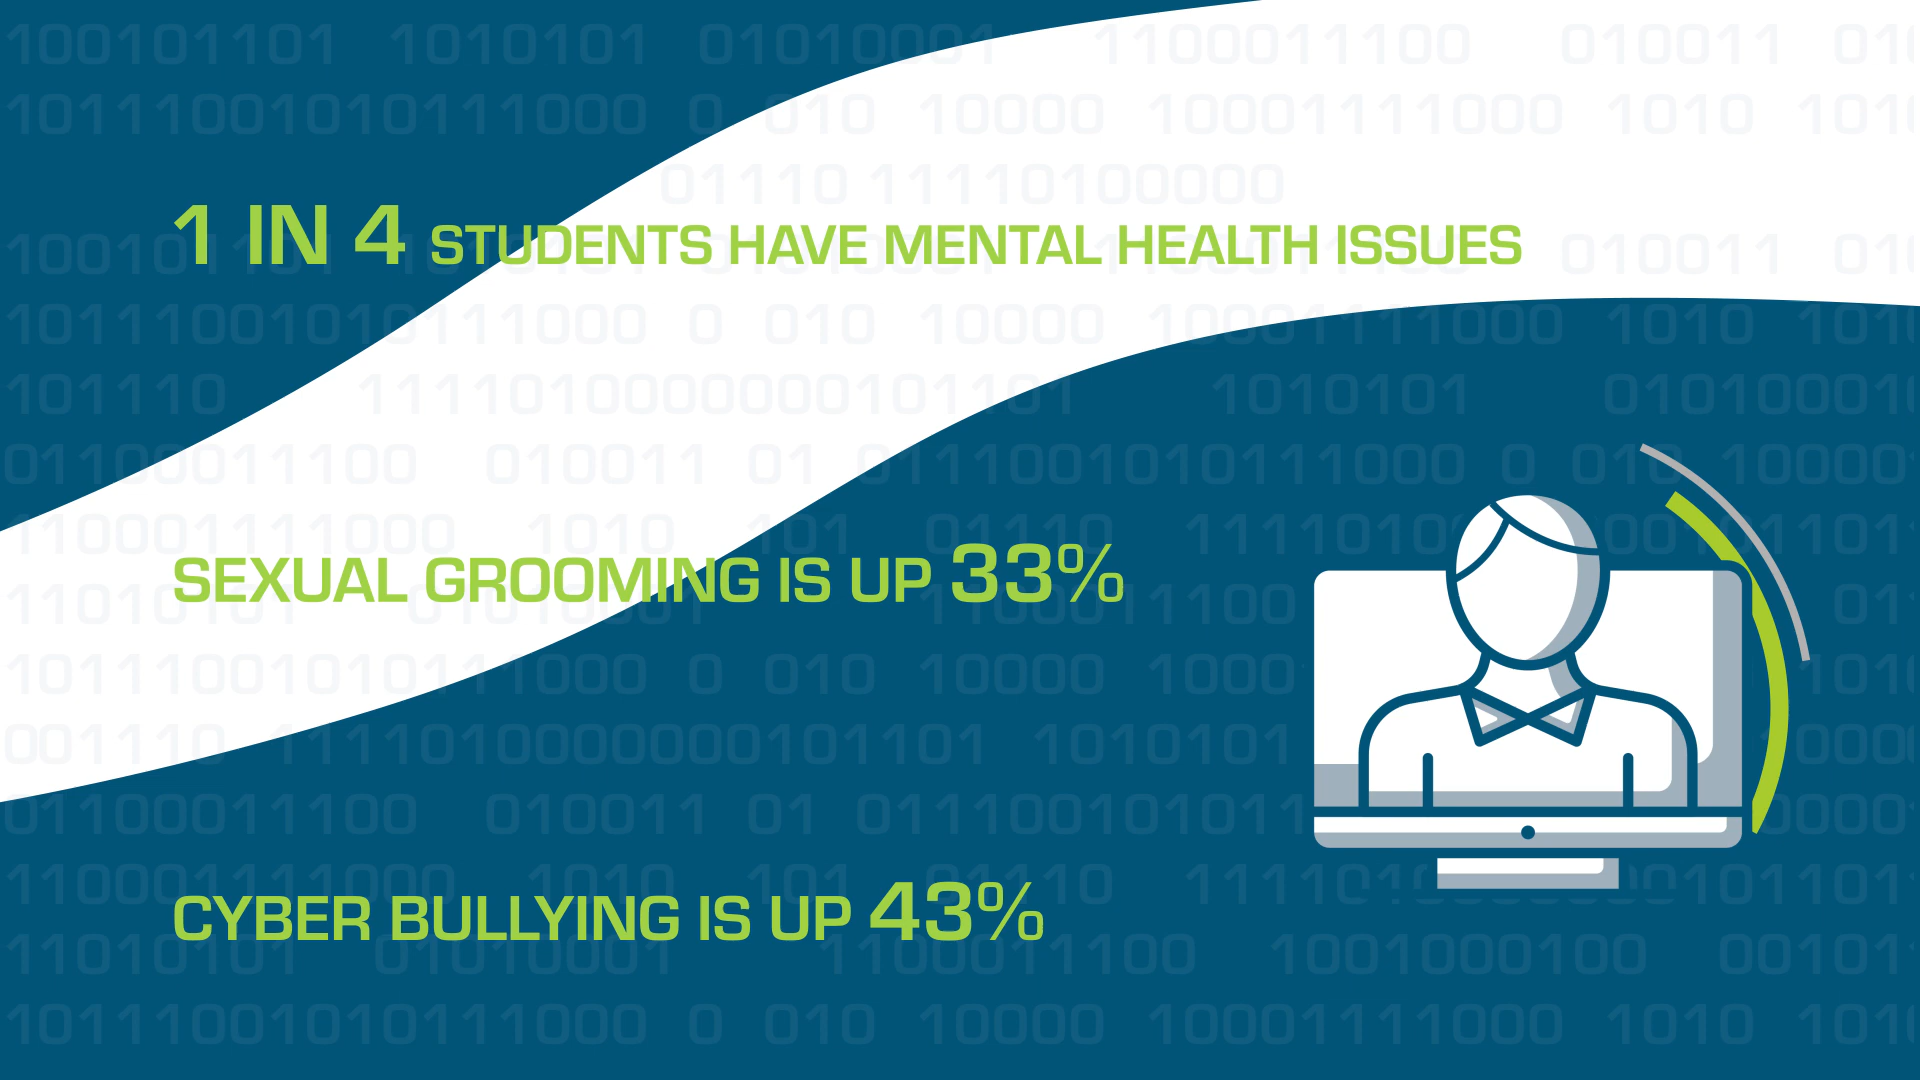 1 IN 4 STUDENTS HAVE MENTAL HEALTH ISSUES
SEXUAL GROOMING IS UP 33%
CYBER BULLYING IS UP 43%